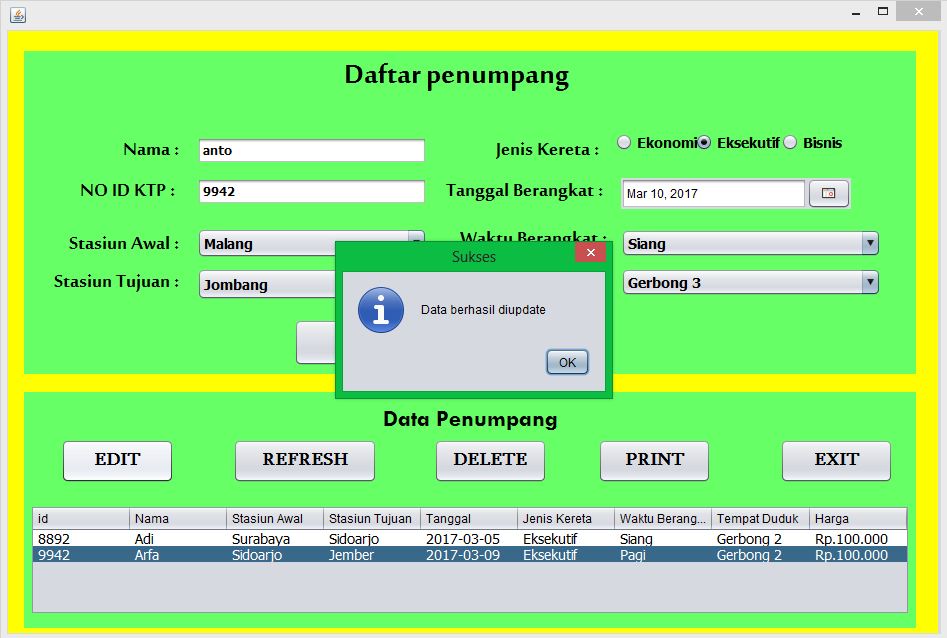 Daftar penumpang
Nama : anto Jenis Kereta : Ekonomi Eksekutif Bisnis
NO ID KTP : 9942 Tanggal Berangkat : Mar 10, 2017
Stasiun Awal : Malang Waktu Berangkat : Siang
Stasiun Tujuan : Jombang Gerbong 3
Sukses
Data berhasil diupdate
OK
Data Penumpang
EDIT REFRESH DELETE PRINT EXIT
id Nama Stasiun Awal Stasiun Tujuan Tanggal Jenis Kereta Waktu Berang... Tempat Duduk Harga
8892 Adi Surabaya Sidoarjo 2017-03-05 Eksekutif Siang Gerbong 2 Rp.100.000
9942 Arfa Sidoarjo Jember 2017-03-09 Eksekutif Pagi Gerbong 2 Rp.100.000